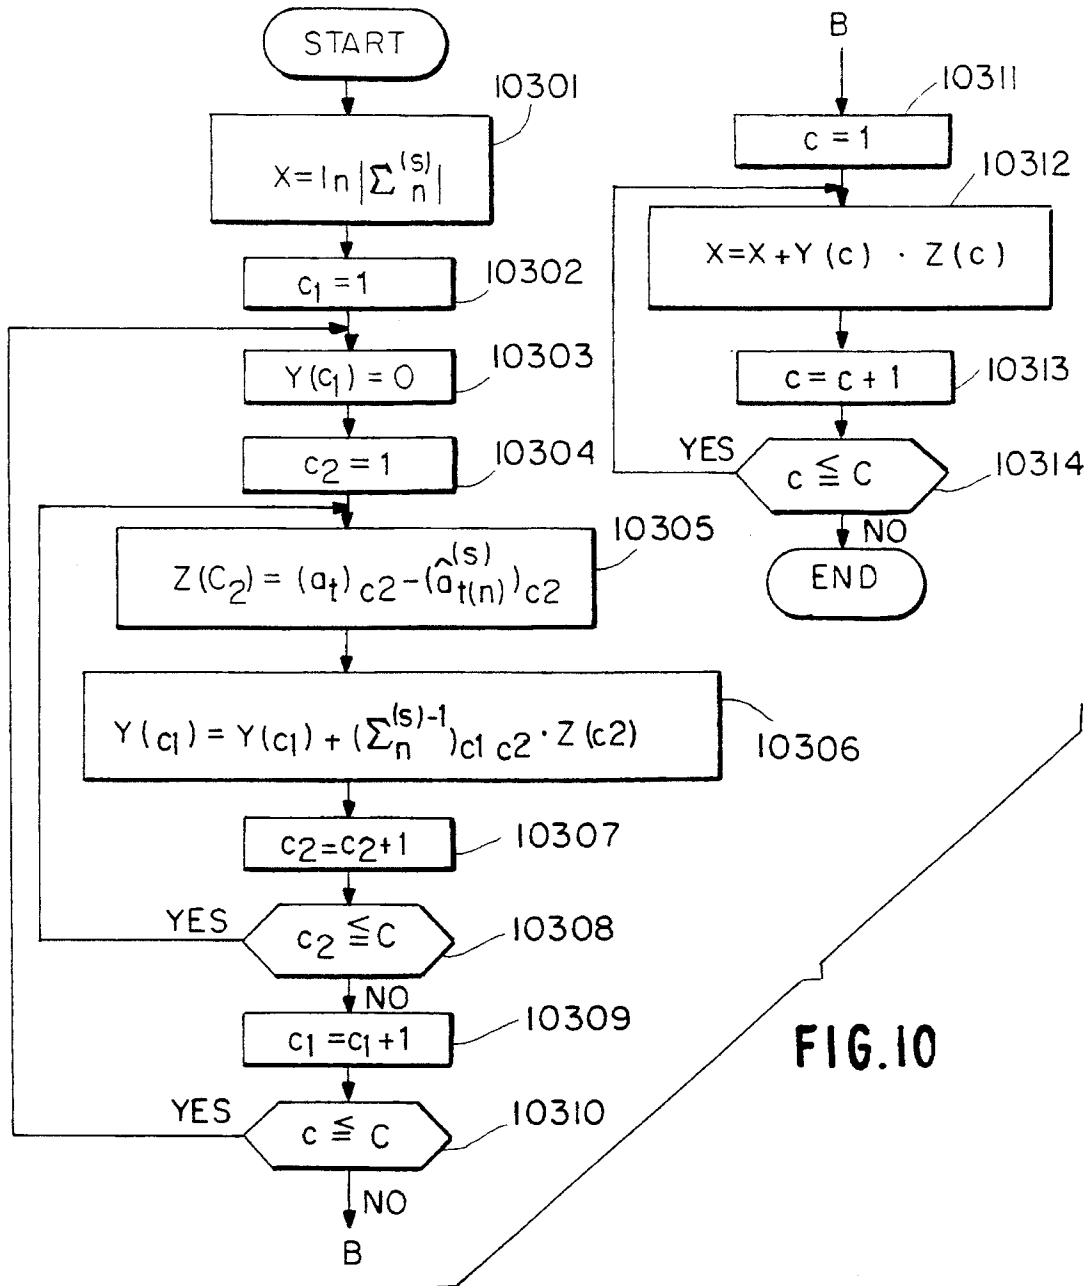 START
10301
X=ln|Σₙ⁽ˢ⁾|
c₁=1
10302
Y(c₁)=0
10303
c₂=1
10304
Z(C₂)=(aₜ)c2-(â⁽ˢ⁾t(n))c2
10305
Y(c₁)=Y(c₁)+(Σₙ⁽ˢ⁾⁻¹)c1 c2·Z(c2)
10306
c₂=c₂+1
10307
YES
c₂≦C
10308
NO
c₁=c₁+1
10309
YES
c≦C
10310
NO
B
B
10311
c=1
10312
X=X+Y(c)·Z(c)
c=c+1
10313
YES
c≦C
10314
NO
END
FIG.10